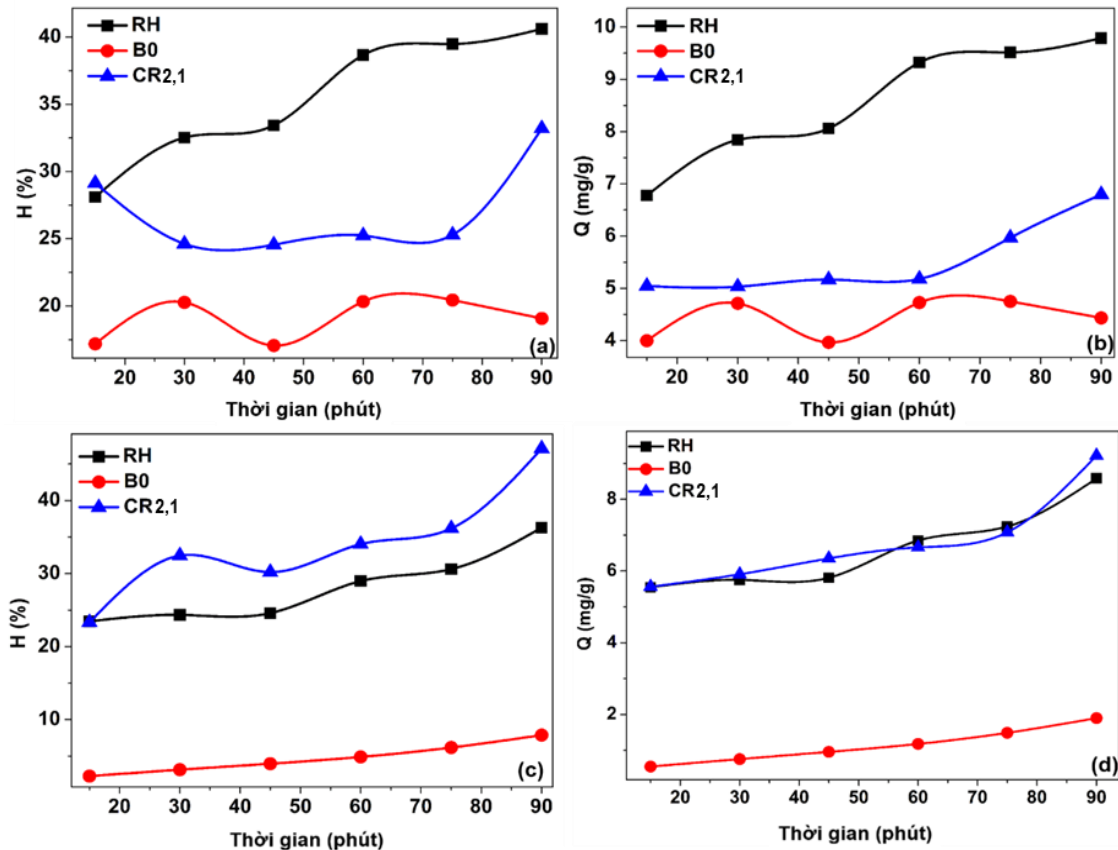 RH
B0
CR2,1
H (%)
40
35
30
25
20
20 30 40 50 60 70 80 90
Thời gian (phút)
(a)
RH
B0
CR2,1
Q (mg/g)
10
9
8
7
6
5
4
20 30 40 50 60 70 80 90
Thời gian (phút)
(b)
RH
B0
CR2,1
H (%)
40
30
20
10
20 30 40 50 60 70 80 90
Thời gian (phút)
(c)
RH
B0
CR2,1
Q (mg/g)
8
6
4
2
20 30 40 50 60 70 80 90
Thời gian (phút)
(d)